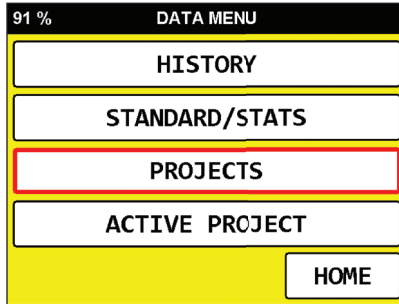 91 % DATA MENU
HISTORY
STANDARD/STATS
PROJECTS
ACTIVE PROJECT
HOME